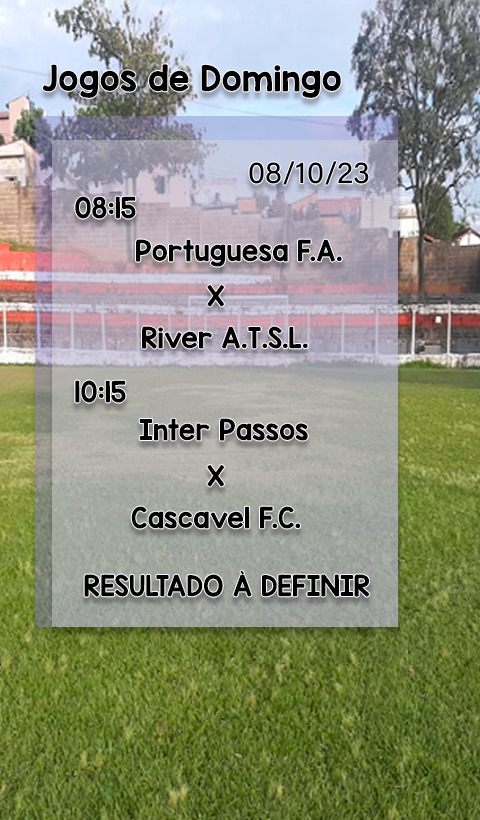 Jogos de Domingo
08/10/23
08:15
Portuguesa F.A.
X
River A.T.S.L.
10:15
Inter Passos
X
Cascavel F.C.
RESULTADO À DEFINIR